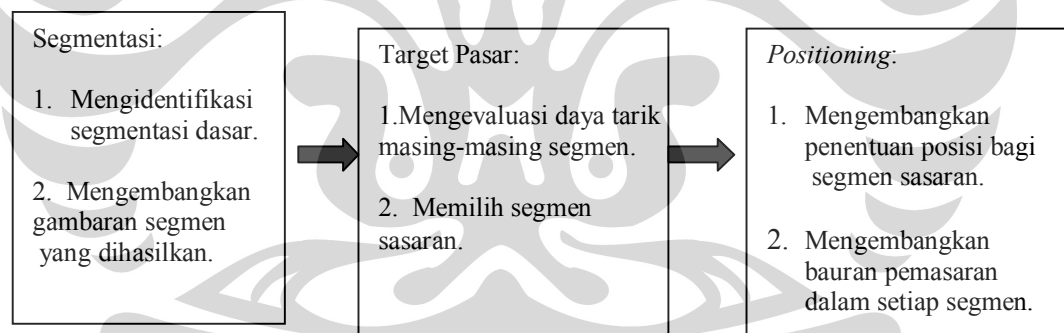 Segmentasi:
1. Mengidentifikasi
segmentasi dasar.
2. Mengembangkan
gambaran segmen
yang dihasilkan.
Target Pasar:
1.Mengevaluasi daya tarik
masing-masing segmen.
2. Memilih segmen
sasaran.
Positioning:
1. Mengembangkan
penentuan posisi bagi
segmen sasaran.
2. Mengembangkan
bauran pemasaran
dalam setiap segmen.